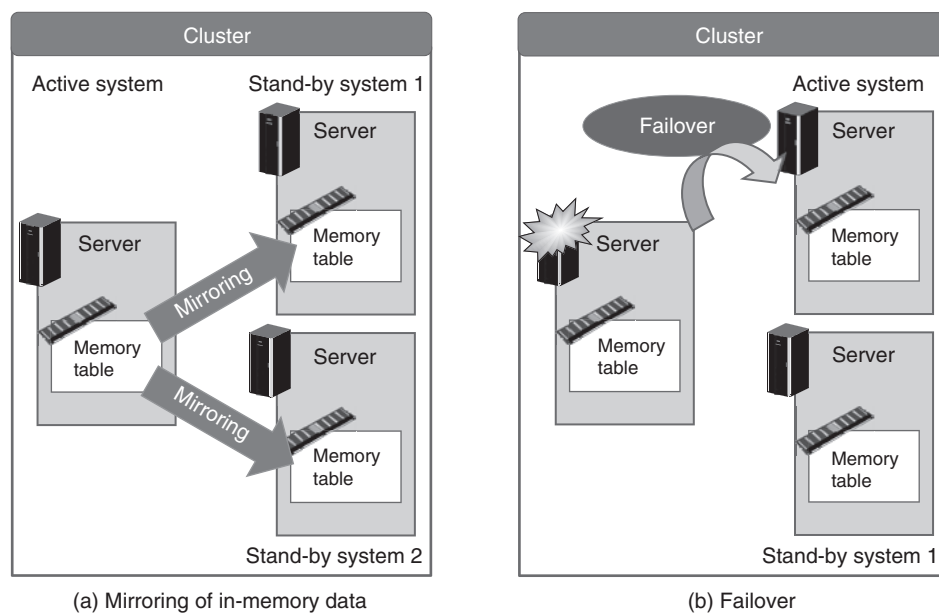 Cluster
Active system
Stand-by system 1
Server
Memory
table
Server
Memory
table
Mirroring
Mirroring
Server
Memory
table
Stand-by system 2
(a) Mirroring of in-memory data
Cluster
Active system
Failover
Server
Memory
table
Server
Memory
table
Server
Memory
table
Stand-by system 1
(b) Failover